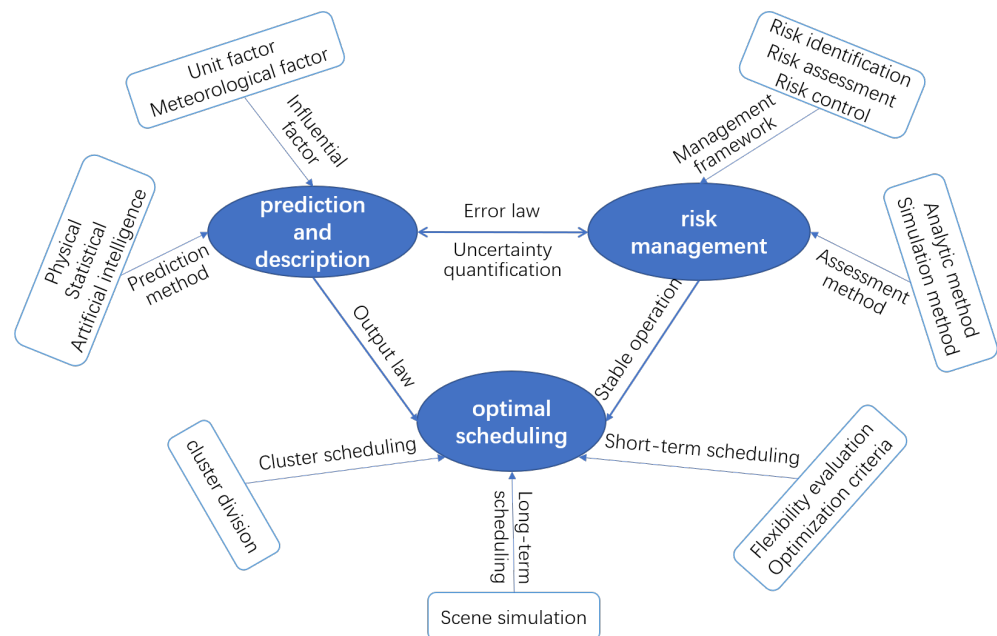 Unit factor
Meteorological factor
Risk identification
Risk assessment
Risk control
Influential
factor
Management
framework
Physical
Statistical
Artificial intelligence
Prediction
method
prediction
and
description
Error law
Uncertainty
quantification
risk
management
Assessment
method
Analytic method
Simulation method
Output law
Stable operation
optimal
scheduling
cluster division
Cluster scheduling
Long-term
scheduling
Short-term scheduling
Flexibility evaluation
Optimization criteria
Scene simulation